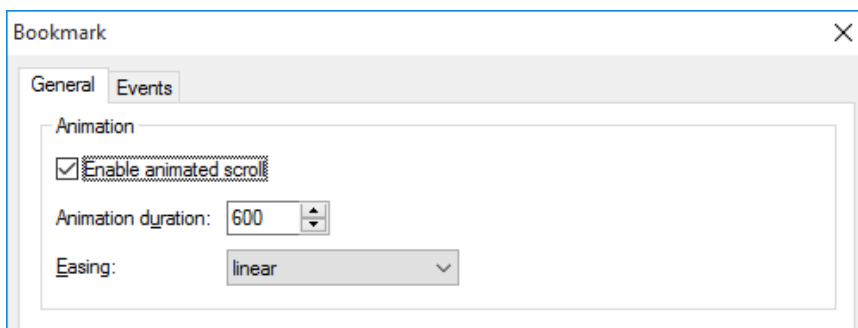 Bookmark
General Events
Animation
Enable animated scroll
Animation duration: 600
Easing: linear